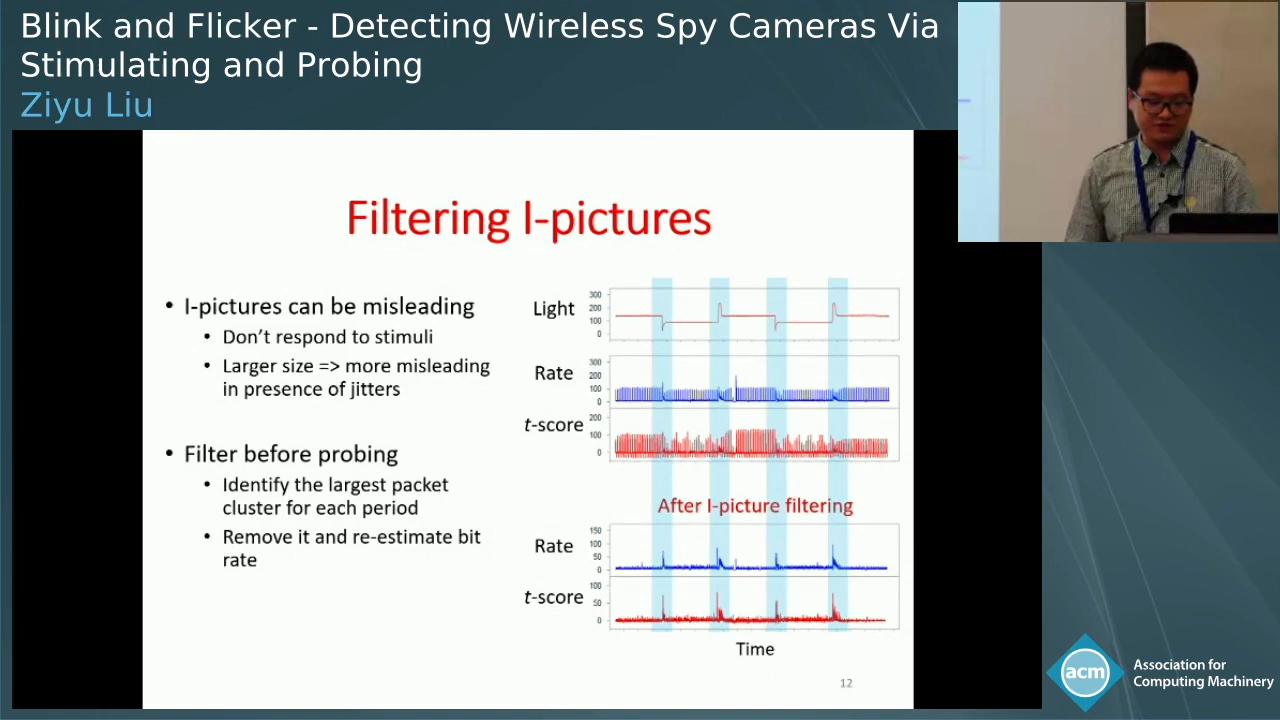 Blink and Flicker - Detecting Wireless Spy Cameras Via
Stimulating and Probing
Ziyu Liu
Filtering I-pictures
• I-pictures can be misleading
• Don't respond to stimuli
• Larger size => more misleading
in presence of jitters
• Filter before probing
• Identify the largest packet
cluster for each period
• Remove it and re-estimate bit
rate
Light
300
200
100
0
Rate
300
200
100
0
t-score
200
100
0
After I-picture filtering
Rate
150
100
50
0
t-score
100
50
0
Time
12
acm
Association for
Computing Machinery